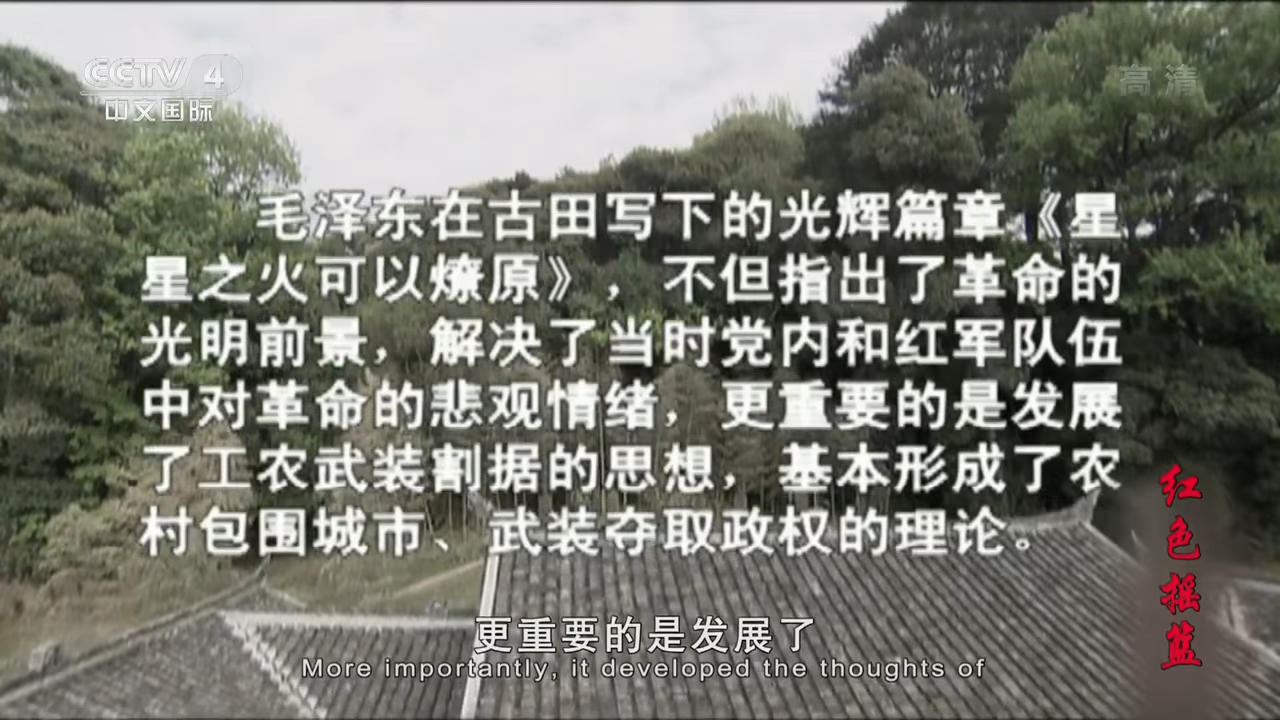 CCTV 4
中文国际
高清
毛泽东在古田写下的光辉篇章《星
星之火可以燎原》，不但指出了革命的
光明前景，解决了当时党内和红军队伍
中对革命的悲观情绪，更重要的是发展
了工农武装割据的思想，基本形成了农
村包围城市、武装夺取政权的理论。
红色摇篮
更重要的是发展了
More importantly, it developed the thoughts of